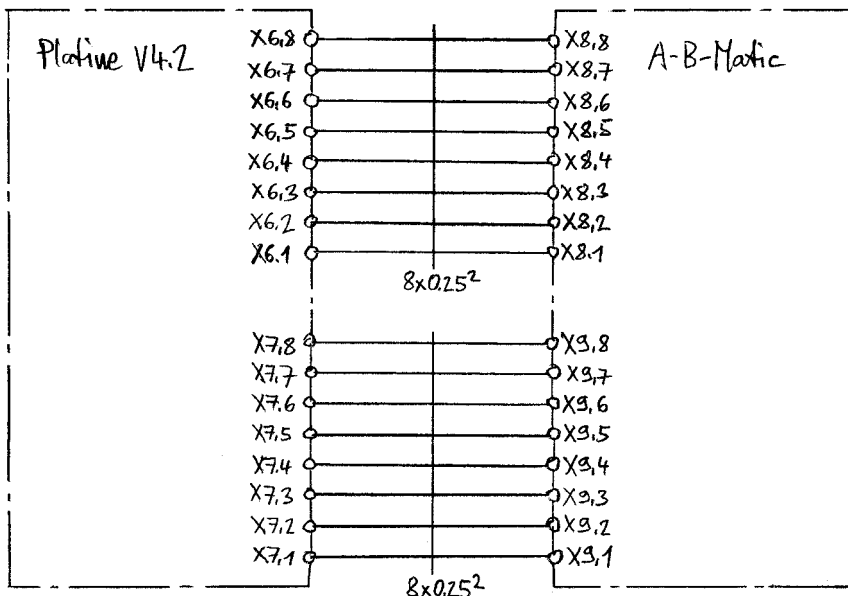 Platine V4.2
A-B-Matic
X6,8 X8,8
X6,7 X8,7
X6,6 X8,6
X6,5 X8,5
X6,4 X8,4
X6,3 X8,3
X6,2 X8,2
X6,1 X8,1
8x0.25²
X7,8 X9,8
X7,7 X9,7
X7,6 X9,6
X7,5 X9,5
X7,4 X9,4
X7,3 X9,3
X7,2 X9,2
X7,1 X9,1
8x0.25²